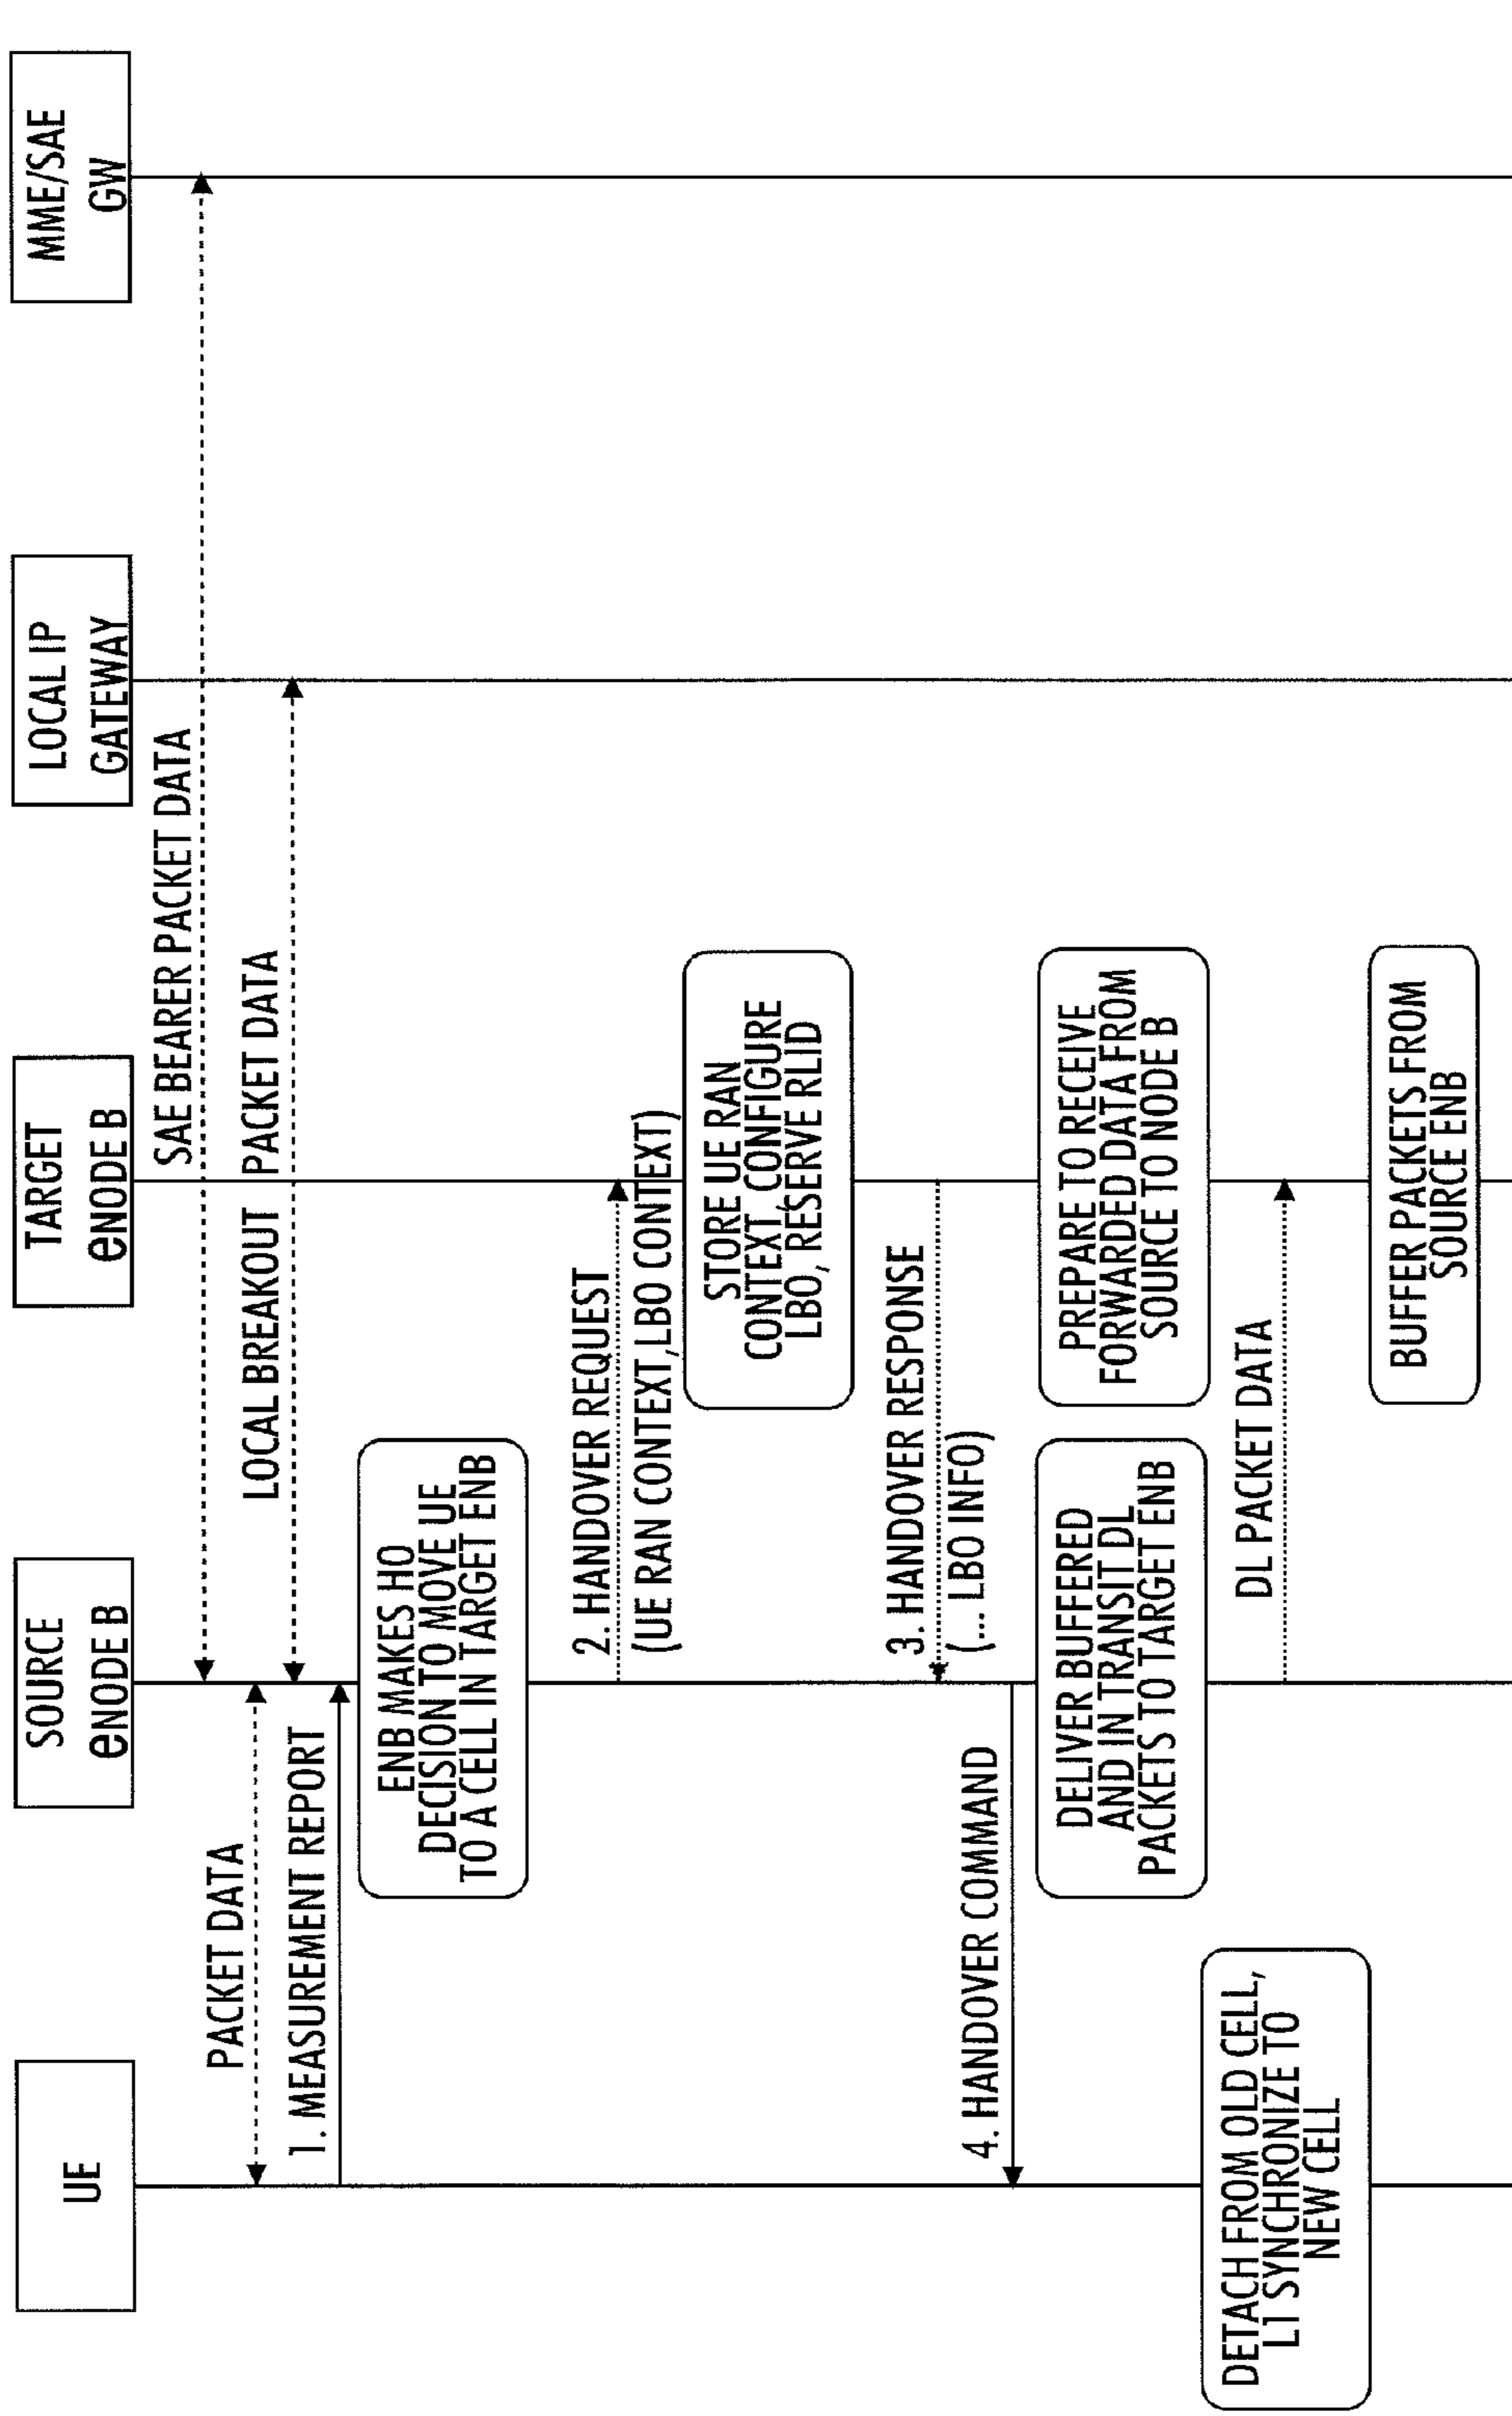 UE
SOURCE
eNODE B
TARGET
eNODE B
LOCAL IP
GATEWAY
MME/SAE
GW
SAE BEARER PACKET DATA
PACKET DATA
LOCAL BREAKOUT PACKET DATA
1. MEASUREMENT REPORT
ENB MAKES HO
DECISION TO MOVE UE
TO A CELL IN TARGET ENB
2. HANDOVER REQUEST
(UE RAN CONTEXT,LBO CONTEXT)
STORE UE RAN
CONTEXT, CONFIGURE
LBO, RESERVE RLID
3. HANDOVER RESPONSE
(... LBO INFO)
4. HANDOVER COMMAND
DELIVER BUFFERED
AND IN TRANSIT DL
PACKETS TO TARGET ENB
PREPARE TO RECEIVE
FORWARDED DATA FROM
SOURCE TO NODE B
DETACH FROM OLD CELL,
L1 SYNCHRONIZE TO
NEW CELL
DL PACKET DATA
BUFFER PACKETS FROM
SOURCE ENB